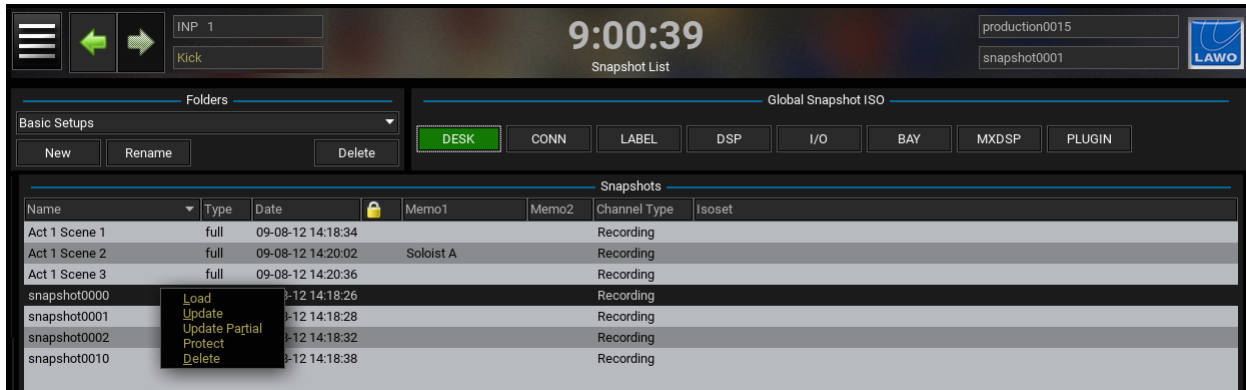 INP 1
Kick
9:00:39
Snapshot List
production0015
snapshot0001
LAWO
Folders
Basic Setups
New Rename Delete
Global Snapshot ISO
DESK CONN LABEL DSP I/O BAY MXDSP PLUGIN
Snapshots
Name Type Date Memo1 Memo2 Channel Type Isoset
Act 1 Scene 1 full 09-08-12 14:18:34 Recording
Act 1 Scene 2 full 09-08-12 14:20:02 Soloist A Recording
Act 1 Scene 3 full 09-08-12 14:20:36 Recording
snapshot0000 -12 14:18:26 Recording
snapshot0001 -12 14:18:28 Recording
snapshot0002 -12 14:18:32 Recording
snapshot0010 -12 14:18:38 Recording
Load
Update
Update Partial
Protect
Delete